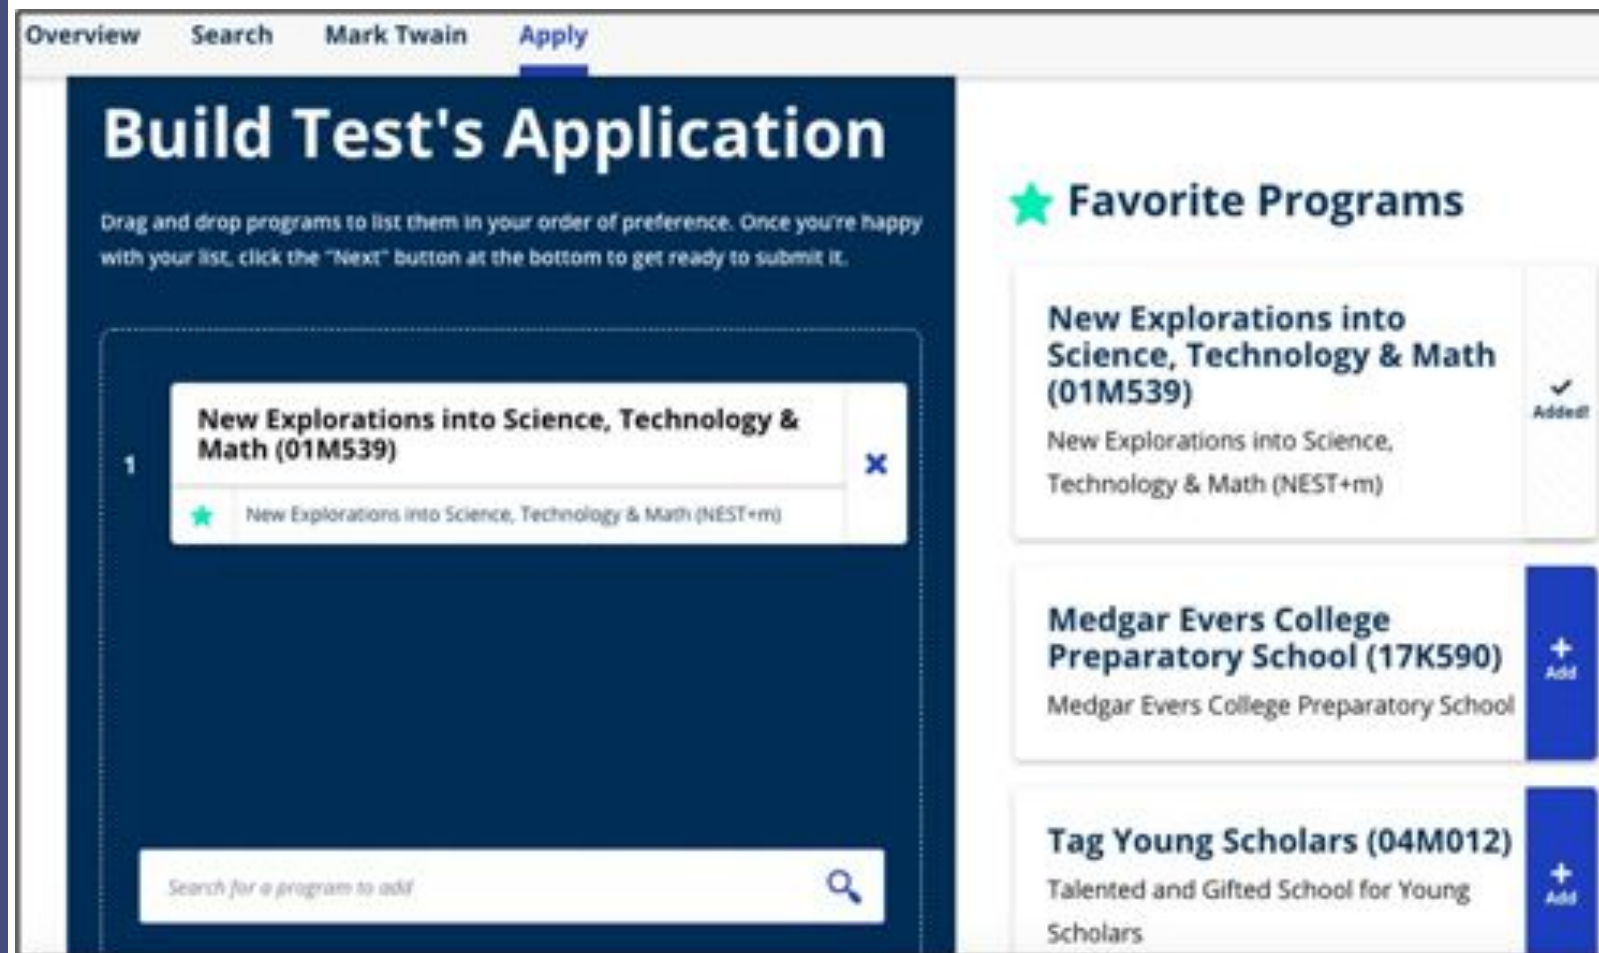 Overview Search Mark Twain Apply
Build Test's Application
Drag and drop programs to list them in your order of preference. Once you're happy
with your list, click the "Next" button at the bottom to get ready to submit it.
1
New Explorations into Science, Technology &
Math (01M539)
New Explorations into Science, Technology & Math (NEST+m)
Search for a program to add
Favorite Programs
New Explorations into
Science, Technology & Math
(01M539)
New Explorations into Science,
Technology & Math (NEST+m)
Added!
Medgar Evers College
Preparatory School (17K590)
Medgar Evers College Preparatory School
Add
Tag Young Scholars (04M012)
Talented and Gifted School for Young
Scholars
Add